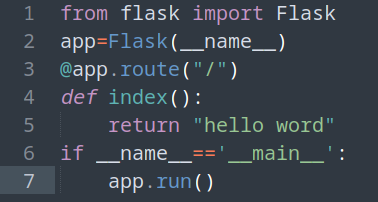 1 from flask import Flask
2 app=Flask(__name__)
3 @app.route("/")
4 def index():
5     return "hello word"
6 if __name__=='__main__':
7     app.run()